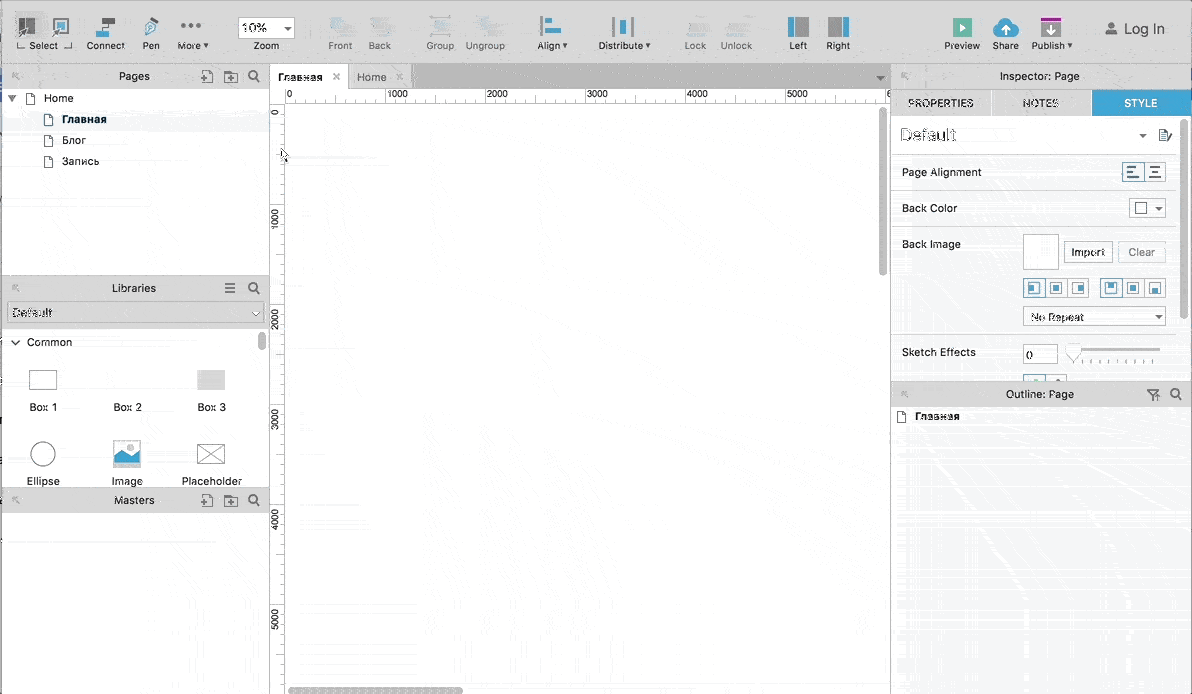 10%
Log In
Select Connect Pen More Zoom Front Back Group Ungroup Align Distribute Lock Unlock Left Right Preview Share Publish
Pages
Home
Главная
Блог
Запись
Libraries
Default
Common
Box 1 Box 2 Box 3
Ellipse Image Placeholder
Masters
Главная Home
0 1000 2000 3000 4000 5000 6
0
1000
2000
3000
4000
5000
Inspector: Page
PROPERTIES NOTES STYLE
Default
Page Alignment
Back Color
Back Image Import Clear
No Repeat
Sketch Effects 0
Outline: Page
Главная